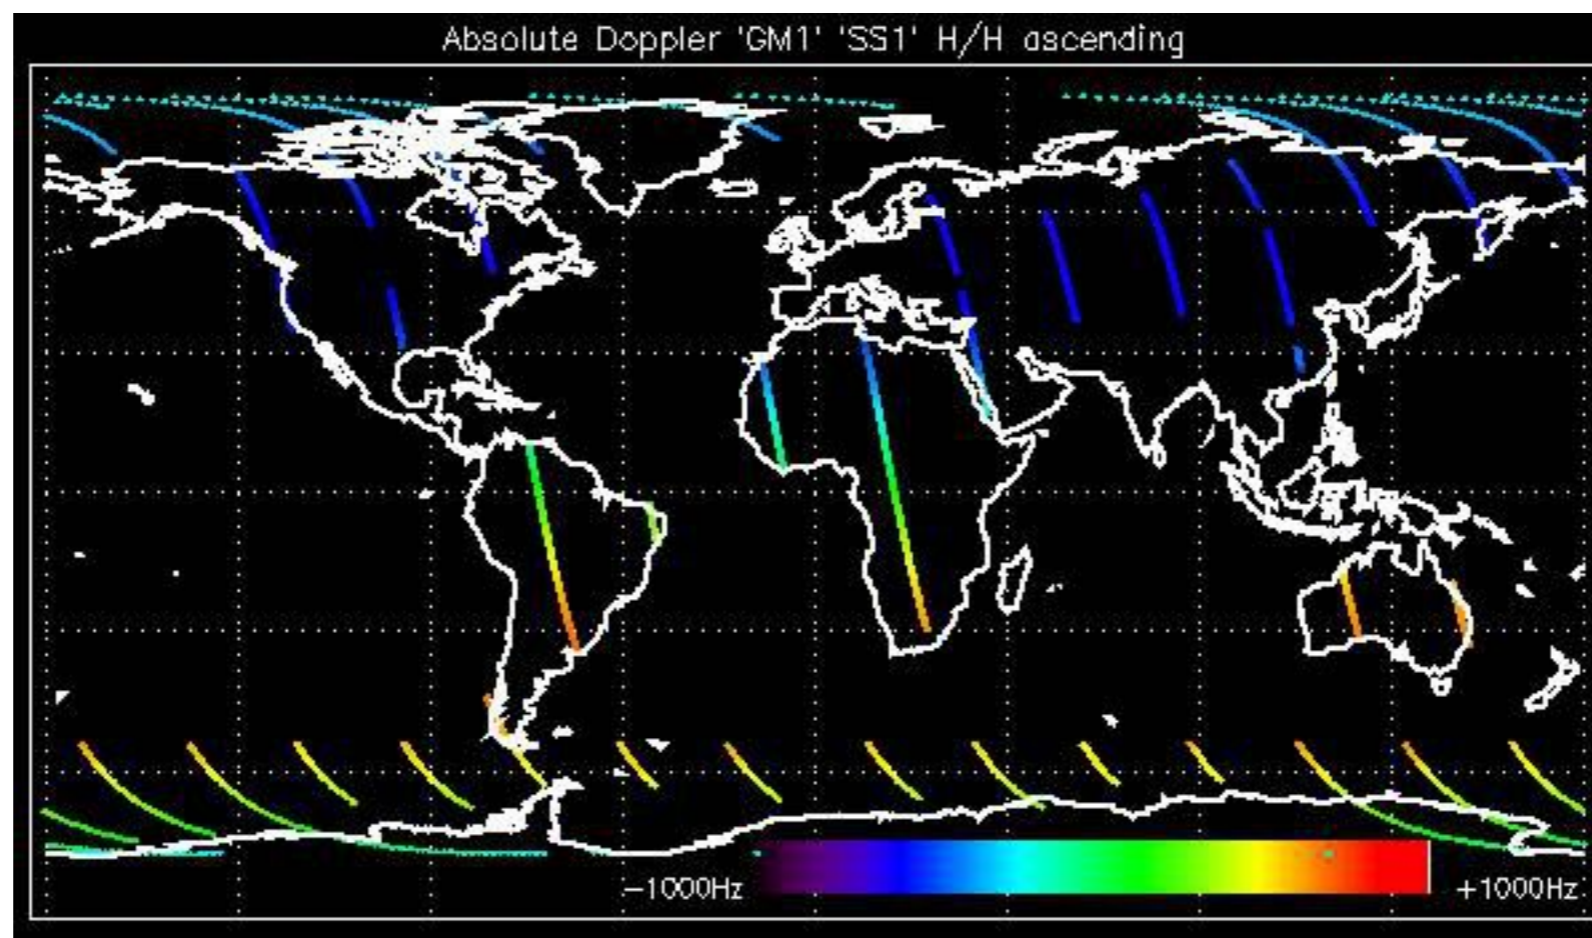 Absolute Doppler 'GM1' 'SS1' H/H ascending
−1000Hz
+1000Hz